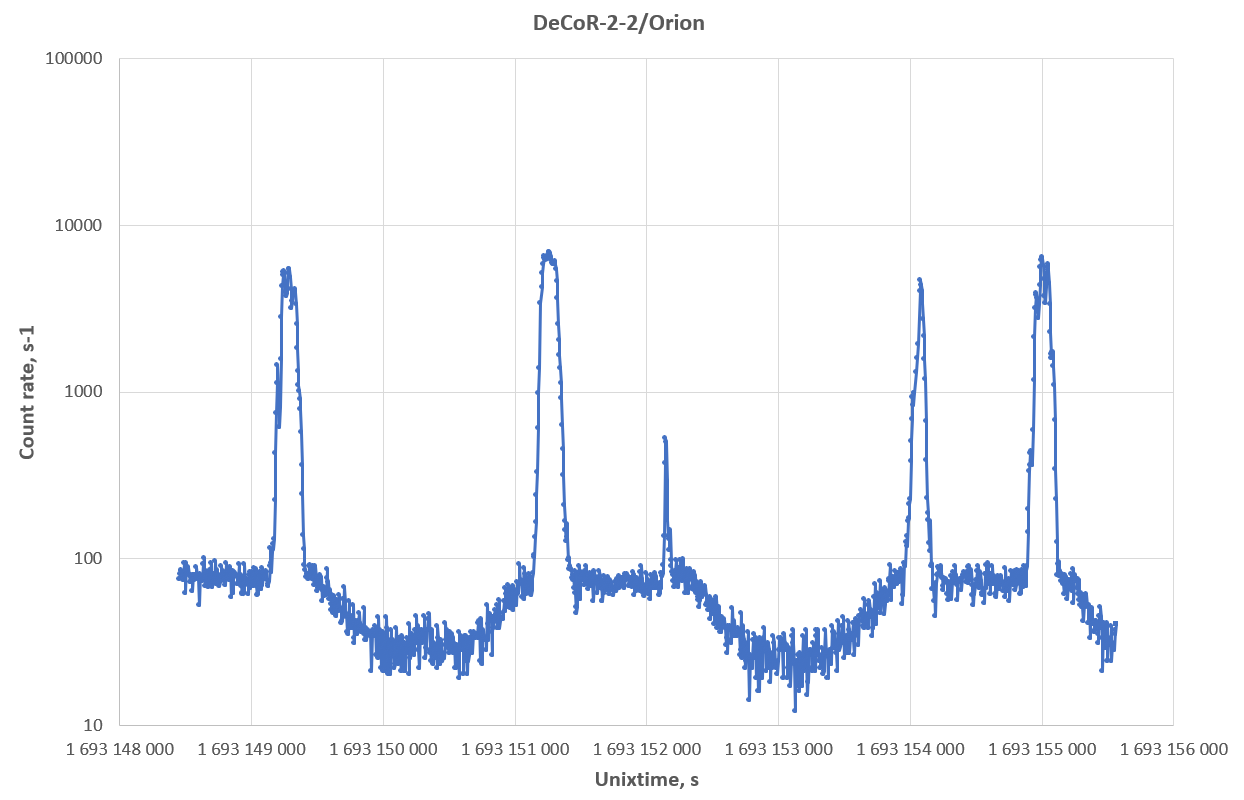 DeCoR-2-2/Orion
100000
10000
1000
100
10
Count rate, s-1
1 693 148 000 1 693 149 000 1 693 150 000 1 693 151 000 1 693 152 000 1 693 153 000 1 693 154 000 1 693 155 000 1 693 156 000
Unixtime, s